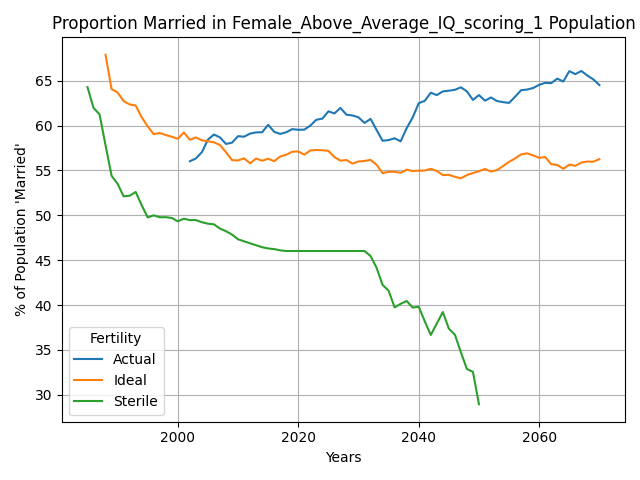 Proportion Married in Female_Above_Average_IQ_scoring_1 Population
% of Population 'Married'
65
60
55
50
45
40
35
30
Fertility
Actual
Ideal
Sterile
2000
2020
2040
2060
Years